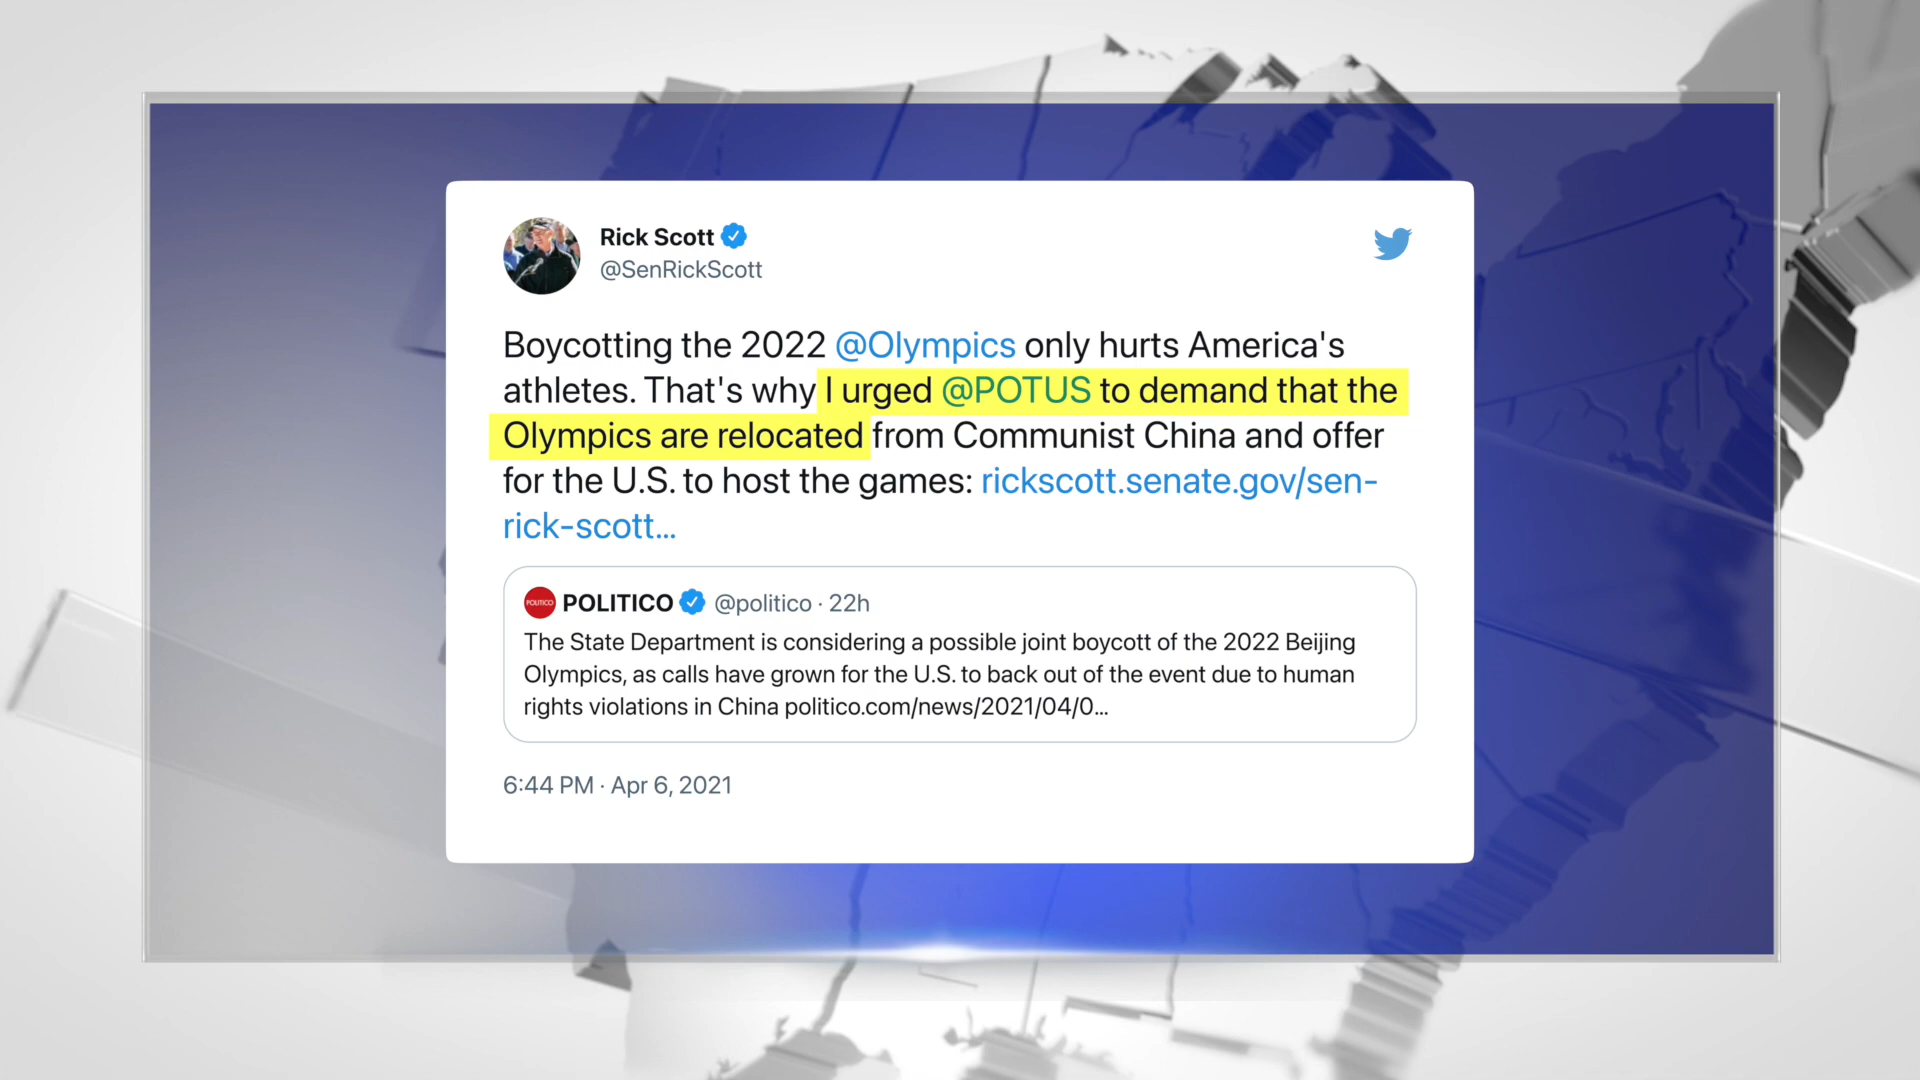 Rick Scott
@SenRickScott
Boycotting the 2022 @Olympics only hurts America's
athletes. That's why I urged @POTUS to demand that the
Olympics are relocated from Communist China and offer
for the U.S. to host the games: rickscott.senate.gov/sen-
rick-scott…
POLITICO POLITICO @politico · 22h
The State Department is considering a possible joint boycott of the 2022 Beijing
Olympics, as calls have grown for the U.S. to back out of the event due to human
rights violations in China politico.com/news/2021/04/0…
6:44 PM · Apr 6, 2021